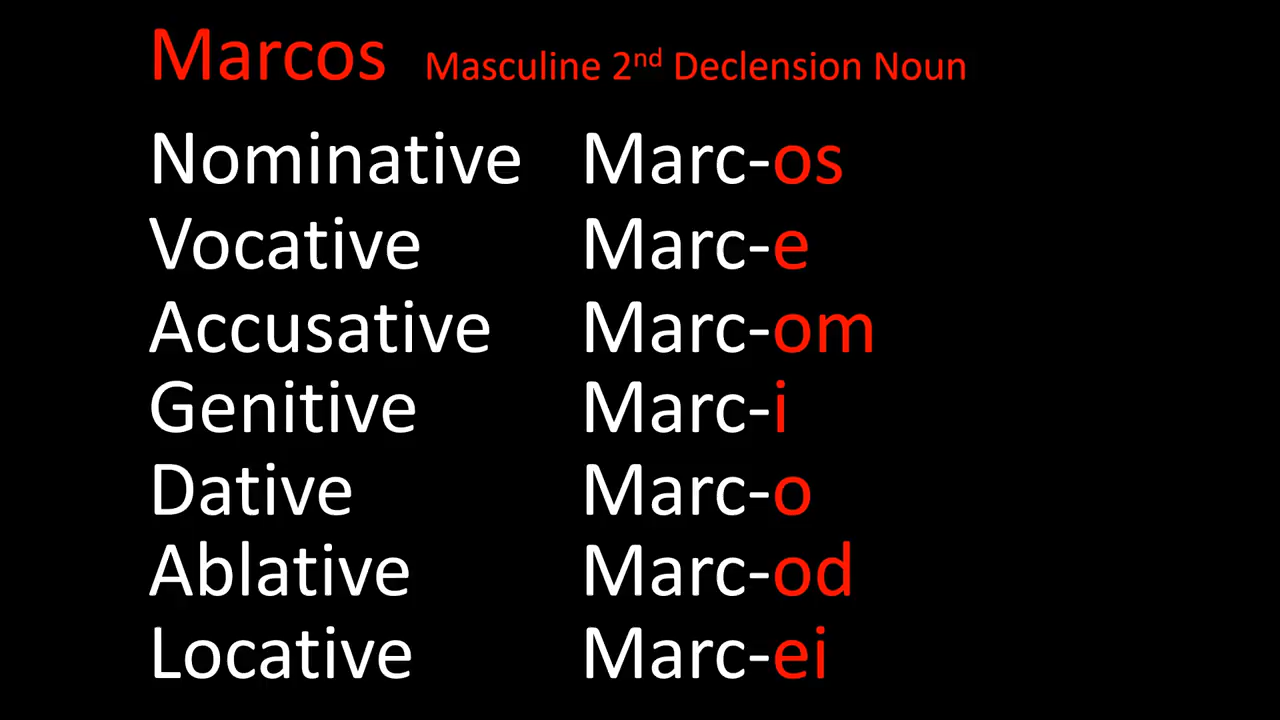 Marcos Masculine 2nd Declension Noun
Nominative Marc-os
Vocative Marc-e
Accusative Marc-om
Genitive Marc-i
Dative Marc-o
Ablative Marc-od
Locative Marc-ei